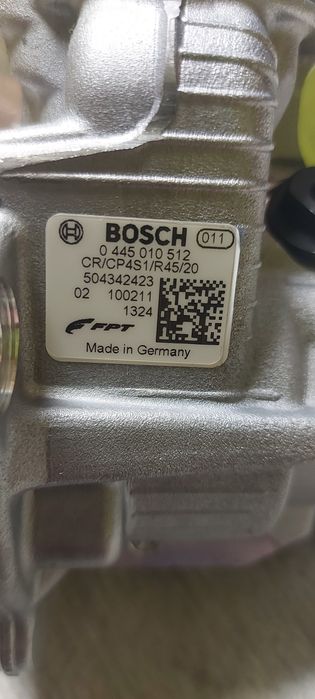 BOSCH 011
0 445 010 512
CR/CP4S1/R45/20
504342423
02 100211
1324
FPT
Made in Germany